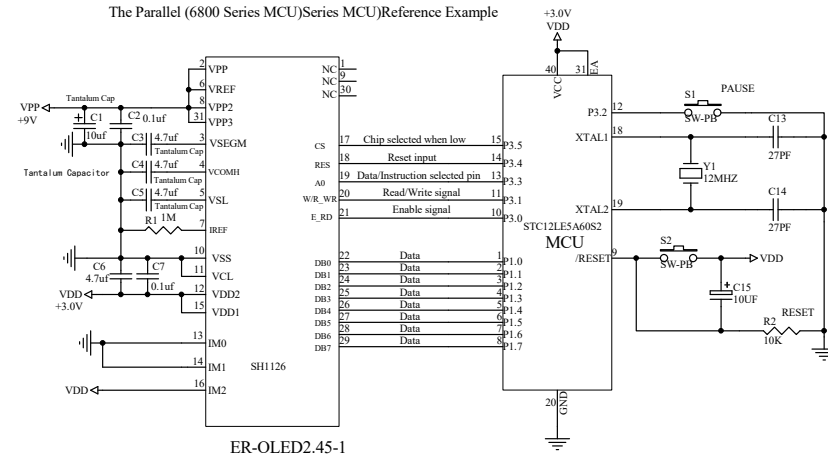 The Parallel (6800 Series MCU)Series MCU)Reference Example
+3.0V
VDD
2 VPP
6 VREF
8 VPP2
31 VPP3
3 VSEGM
4 VCOMH
5 VSL
7 IREF
10 VSS
11 VCL
12 VDD2
15 VDD1
13 IM0
14 IM1
16 IM2
VPP
+9V
Tantalum Cap
C1
10uf
C2 0.1uf
C3 4.7uf
Tantalum Cap
C4 4.7uf
Tantalum Cap
C5 4.7uf
Tantalum Cap
Tantalum Capacitor
R1 1M
C6
4.7uf
C7
0.1uf
VDD
+3.0V
VDD
NC 1
NC 9
NC 30
CS 17 Chip selected when low 15 P3.5
RES 18 Reset input 14 P3.4
A0 19 Data/Instruction selected pin 13 P3.3
W/R_WR 20 Read/Write signal 11 P3.1
E_RD 21 Enable signal 10 P3.0
DB0 22 Data 1 P1.0
DB1 23 Data 2 P1.1
DB2 24 Data 3 P1.2
DB3 25 Data 4 P1.3
DB4 26 Data 5 P1.4
DB5 27 Data 6 P1.5
DB6 28 Data 7 P1.6
DB7 29 Data 8 P1.7
SH1126
ER-OLED2.45-1
40 VCC
31 EA
P3.2 12
XTAL1 18
XTAL2 19
STC12LE5A60S2
MCU
/RESET 9
20 GND
S1
PAUSE
SW-PB
C13
27PF
Y1
12MHZ
C14
27PF
S2
SW-PB
VDD
+
C15
10UF
RESET
R2
10K